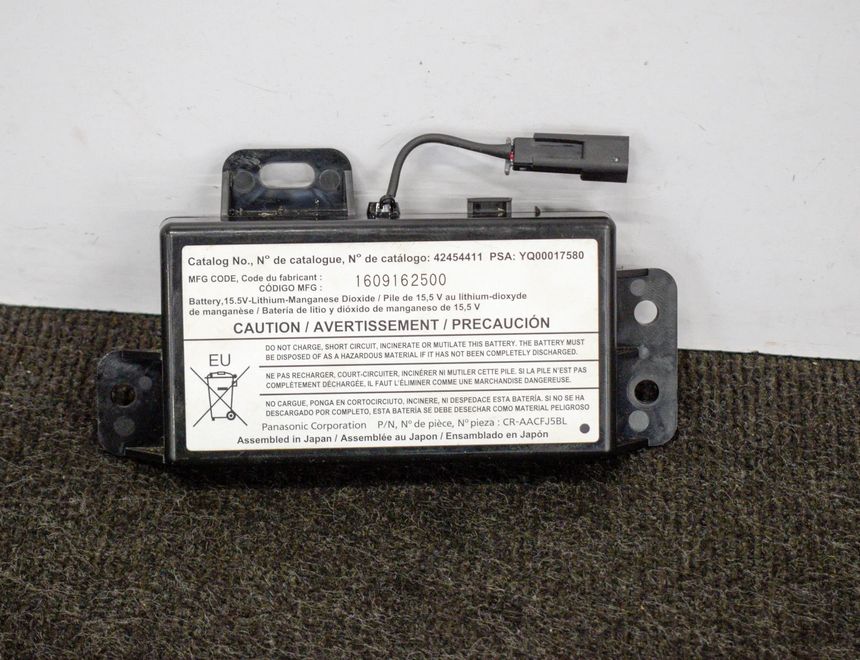 Catalog No., N° de catalogue, N° de catálogo: 42454411 PSA: YQ00017580
MFG CODE, Code du fabricant :
CÓDIGO MFG : 1609162500
Battery,15.5V-Lithium-Manganese Dioxide / Pile de 15,5 V au lithium-dioxyde
de manganèse / Batería de litio y dióxido de manganeso de 15,5 V
CAUTION / AVERTISSEMENT / PRECAUCIÓN
EU
DO NOT CHARGE, SHORT CIRCUIT, INCINERATE OR MUTILATE THIS BATTERY. THE BATTERY MUST
BE DISPOSED OF AS A HAZARDOUS MATERIAL IF IT HAS NOT BEEN COMPLETELY DISCHARGED.
NE PAS RECHARGER, COURT-CIRCUITER, INCINÉRER NI MUTILER CETTE PILE. SI LA PILE N'EST PAS
COMPLÈTEMENT DÉCHARGÉE, IL FAUT L'ÉLIMINER COMME UNE MARCHANDISE DANGEREUSE.
NO CARGUE, PONGA EN CORTOCIRCUITO, INCINERE, NI DESPEDACE ESTA BATERÍA. SI NO SE HA
DESCARGADO POR COMPLETO, ESTA BATERÍA SE DEBE DESECHAR COMO MATERIAL PELIGROSO
Panasonic Corporation P/N, N° de pièce, N° pieza : CR-AACFJ5BL
Assembled in Japan / Assemblée au Japon / Ensamblado en Japón